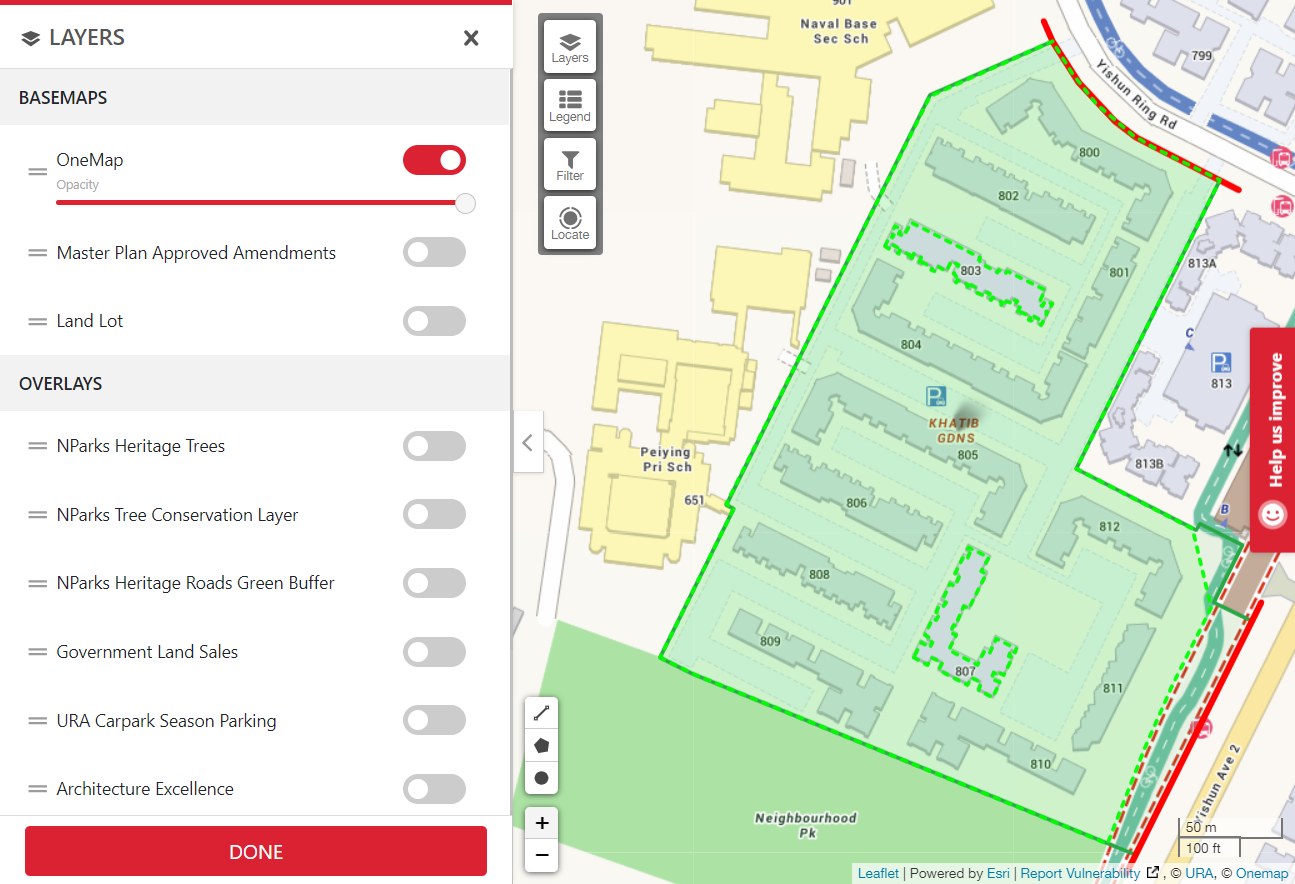 LAYERS
BASEMAPS
OneMap
Opacity
Master Plan Approved Amendments
Land Lot
OVERLAYS
NParks Heritage Trees
NParks Tree Conservation Layer
NParks Heritage Roads Green Buffer
Government Land Sales
URA Carpark Season Parking
Architecture Excellence
DONE
Layers
Legend
Filter
Locate
901
Naval Base
Sec Sch
799
Yishun Ring Rd
800
802
801
803
804
813A
C
P
813
P
KHATIB
GDNS
805
813B
Peiying
Pri Sch
651
806
812
B
808
809
807
811
810
Neighbourhood
Pk
Yishun Ave 2
Help us improve
+
−
50 m
100 ft
Leaflet | Powered by Esri | Report Vulnerability , © URA, © Onemap